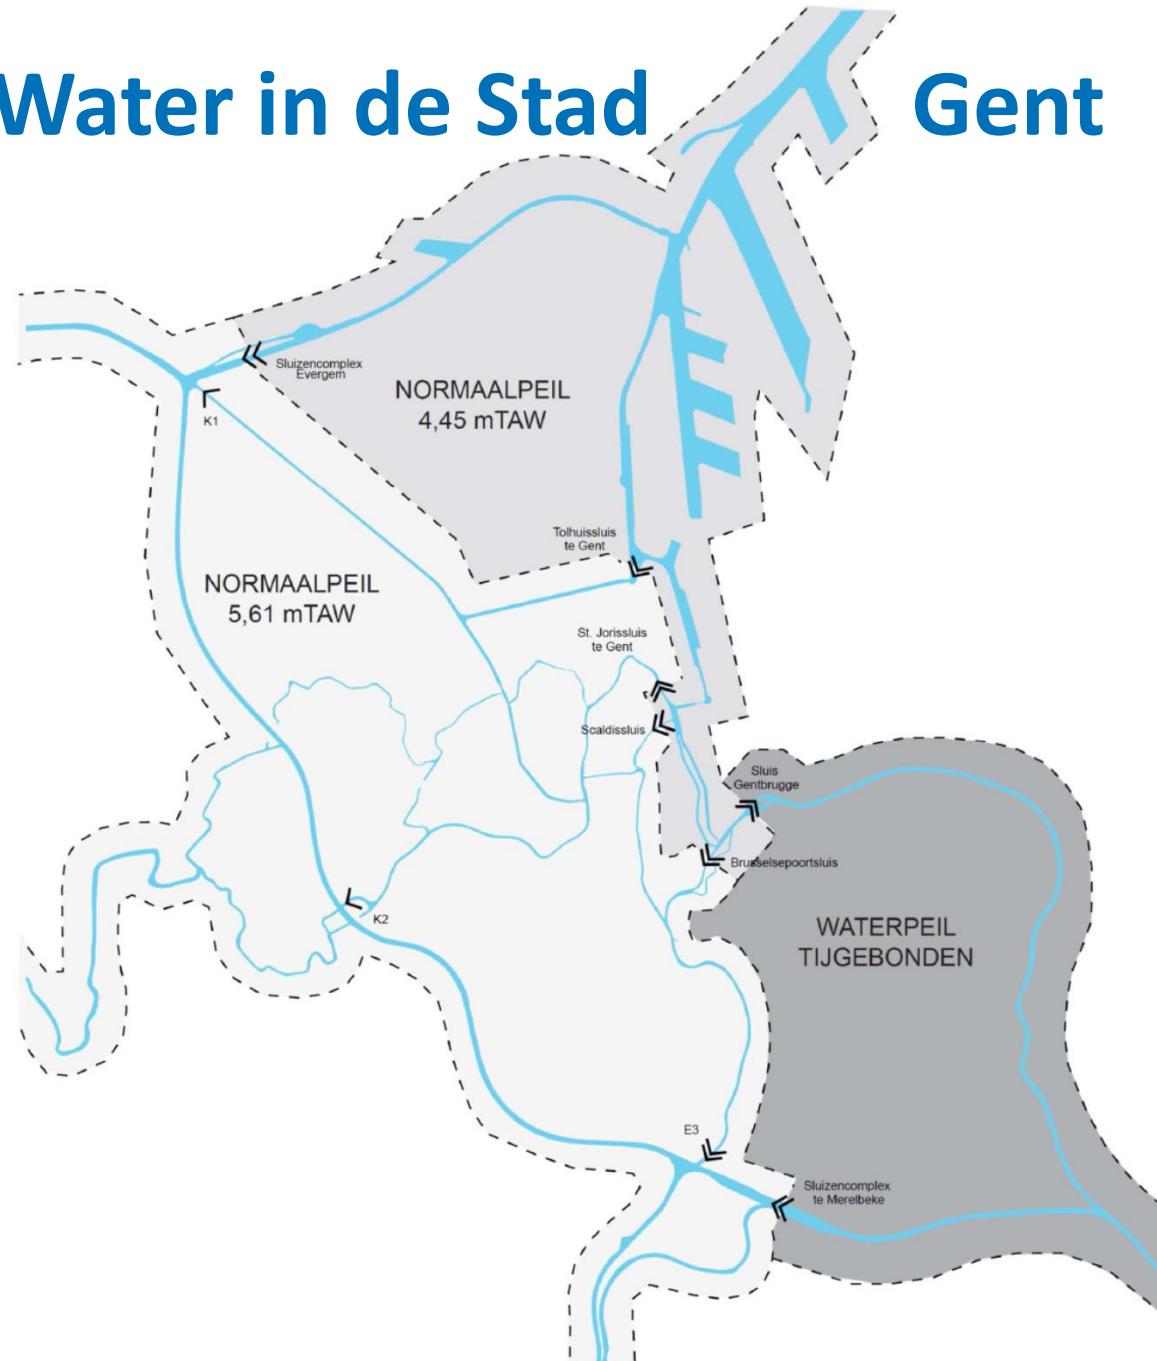 Water in de Stad Gent
Sluizencomplex
Evergem
K1
NORMAALPEIL
4,45 mTAW
Tolhuissluis
te Gent
NORMAALPEIL
5,61 mTAW
St. Jorissluis
te Gent
Scaldissluis
Sluis
Gentbrugge
Brusselsepoortsluis
K2
WATERPEIL
TIJGEBONDEN
E3
Sluizencomplex
te Merelbeke